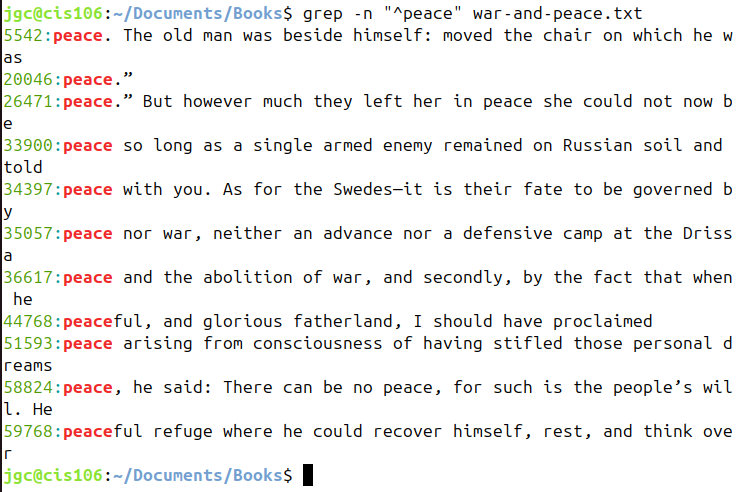 jgc@cis106:~/Documents/Books$ grep -n "^peace" war-and-peace.txt
5542:peace. The old man was beside himself: moved the chair on which he w
as
20046:peace.”
26471:peace.” But however much they left her in peace she could not now b
e
33900:peace so long as a single armed enemy remained on Russian soil and
told
34397:peace with you. As for the Swedes—it is their fate to be governed b
y
35057:peace nor war, neither an advance nor a defensive camp at the Driss
a
36617:peace and the abolition of war, and secondly, by the fact that when
 he
44768:peaceful, and glorious fatherland, I should have proclaimed
51593:peace arising from consciousness of having stifled those personal d
reams
58824:peace, he said: There can be no peace, for such is the people’s wil
l. He
59768:peaceful refuge where he could recover himself, rest, and think ove
r
jgc@cis106:~/Documents/Books$